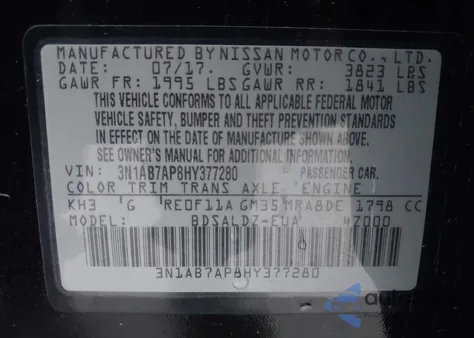 MANUFACTURED BY NISSAN MOTOR CO., LTD.
DATE: 07/17. GVWR: 3823 LBS
GAWR FR: 1995 LBS GAWR RR: 1841 LBS
THIS VEHICLE CONFORMS TO ALL APPLICABLE FEDERAL MOTOR
VEHICLE SAFETY, BUMPER AND THEFT PREVENTION STANDARDS
IN EFFECT ON THE DATE OF MANUFACTURE SHOWN ABOVE.
SEE OWNER'S MANUAL FOR ADDITIONAL INFORMATION.
VIN: 3N1AB7AP8HY377280 PASSENGER CAR.
COLOR TRIM TRANS AXLE ENGINE
KH3 G RE0F11A GM35 MRA8DE 1798 CC
MODEL: BDSALDZ-EUA 47000
3N1AB7AP8HY377280